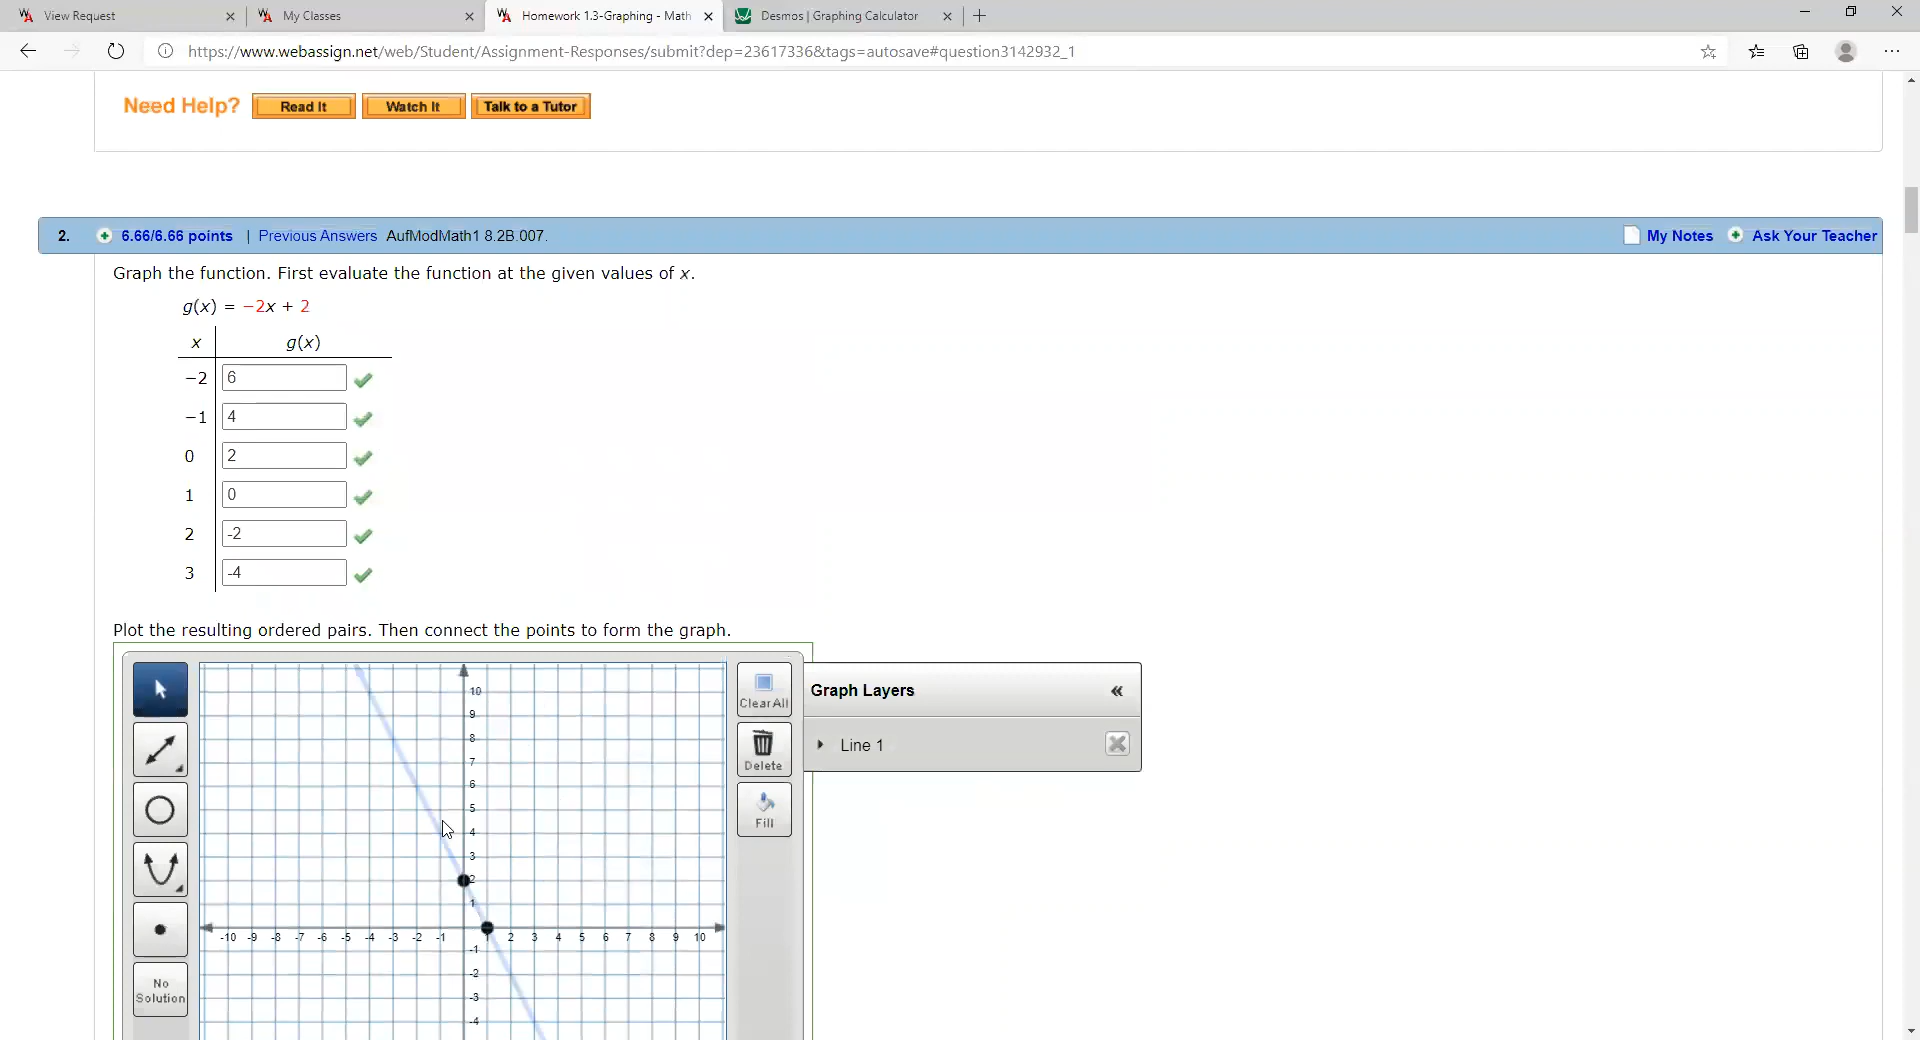 View Request
My Classes
Homework 1.3-Graphing - Math
Desmos | Graphing Calculator
https://www.webassign.net/web/Student/Assignment-Responses/submit?dep=23617336&tags=autosave#question3142932_1
Need Help? Read It Watch It Talk to a Tutor
2. 6.66/6.66 points | Previous Answers AufModMath1 8.2B.007. My Notes Ask Your Teacher
Graph the function. First evaluate the function at the given values of x.
g(x) = −2x + 2
x g(x)
−2 6
−1 4
0 2
1 0
2 -2
3 -4
Plot the resulting ordered pairs. Then connect the points to form the graph.
Clear All
Delete
Fill
No Solution
Graph Layers «
Line 1
10
9
8
7
6
5
4
3
2
1
-10 -9 -8 -7 -6 -5 -4 -3 -2 -1 1 2 3 4 5 6 7 8 9 10
-1
-2
-3
-4